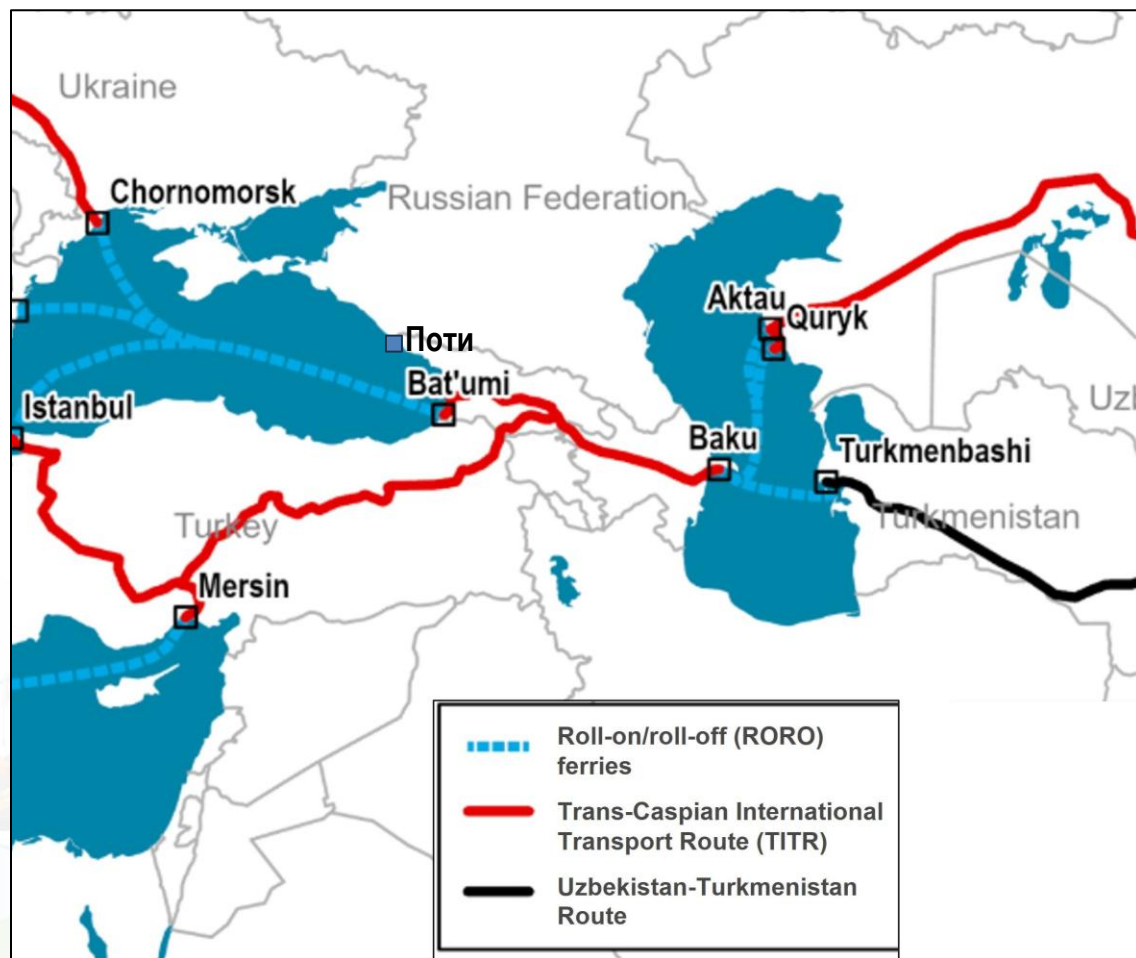 Ukraine
Chornomorsk
Russian Federation
Aktau
Quryk
Поти
Bat'umi
Istanbul
Uzb
Baku
Turkmenbashi
Turkey
Turkmenistan
Mersin
Roll-on/roll-off (RORO)
ferries
Trans-Caspian International
Transport Route (TITR)
Uzbekistan-Turkmenistan
Route